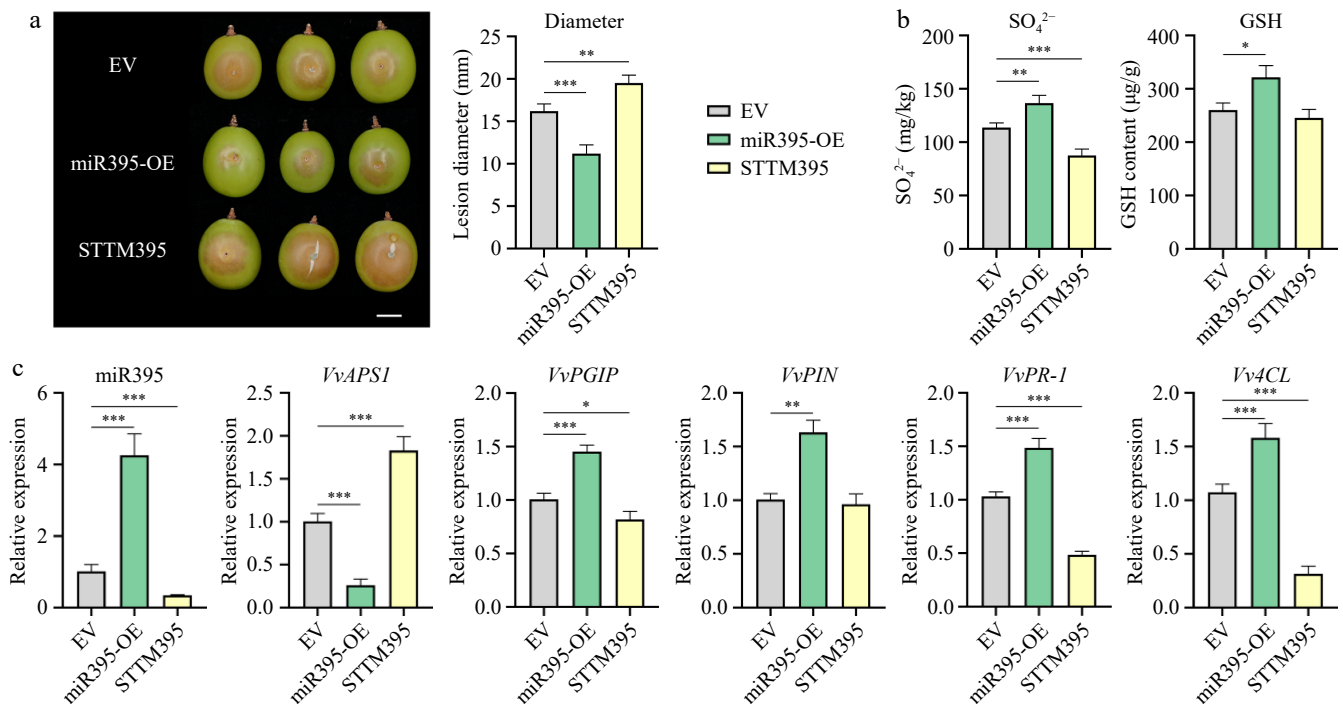 a
EV
miR395-OE
STTM395
Diameter
**
***
Lesion diameter (mm)
25
20
15
10
5
0
EV
miR395-OE
STTM395
EV
miR395-OE
STTM395
b
SO₄²⁻
***
**
SO₄²⁻ (mg/kg)
200
150
100
50
0
EV
miR395-OE
STTM395
GSH
*
GSH content (µg/g)
400
300
200
100
0
EV
miR395-OE
STTM395
c
miR395
***
***
Relative expression
6
4
2
0
EV
miR395-OE
STTM395
VvAPS1
***
***
Relative expression
2.5
2.0
1.5
1.0
0.5
0.0
EV
miR395-OE
STTM395
VvPGIP
*
***
Relative expression
2.0
1.5
1.0
0.5
0.0
EV
miR395-OE
STTM395
VvPIN
**
Relative expression
2.0
1.5
1.0
0.5
0.0
EV
miR395-OE
STTM395
VvPR-1
***
***
Relative expression
2.0
1.5
1.0
0.5
0.0
EV
miR395-OE
STTM395
Vv4CL
***
***
Relative expression
2.0
1.5
1.0
0.5
0.0
EV
miR395-OE
STTM395